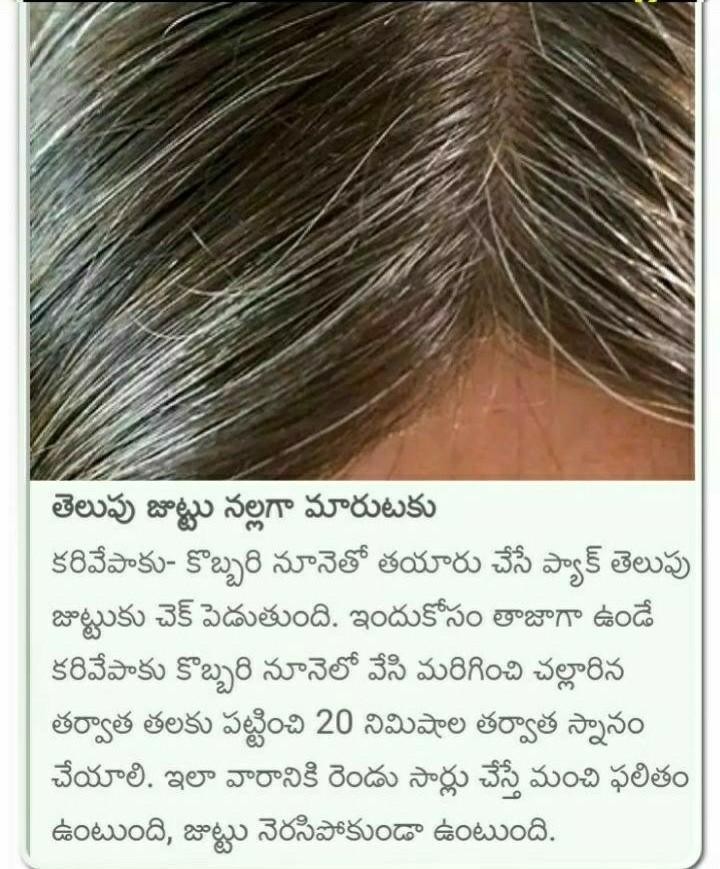 తెలుపు జుట్టు నల్లగా మారుటకు
కరివేపాకు- కొబ్బరి నూనెతో తయారు చేసే ప్యాక్ తెలుపు
జుట్టుకు చెక్ పెడుతుంది. ఇందుకోసం తాజాగా ఉండే
కరివేపాకు కొబ్బరి నూనెలో వేసి మరిగించి చల్లారిన
తర్వాత తలకు పట్టించి 20 నిమిషాల తర్వాత స్నానం
చేయాలి. ఇలా వారానికి రెండు సార్లు చేస్తే మంచి ఫలితం
ఉంటుంది, జుట్టు నెరసిపోకుండా ఉంటుంది.